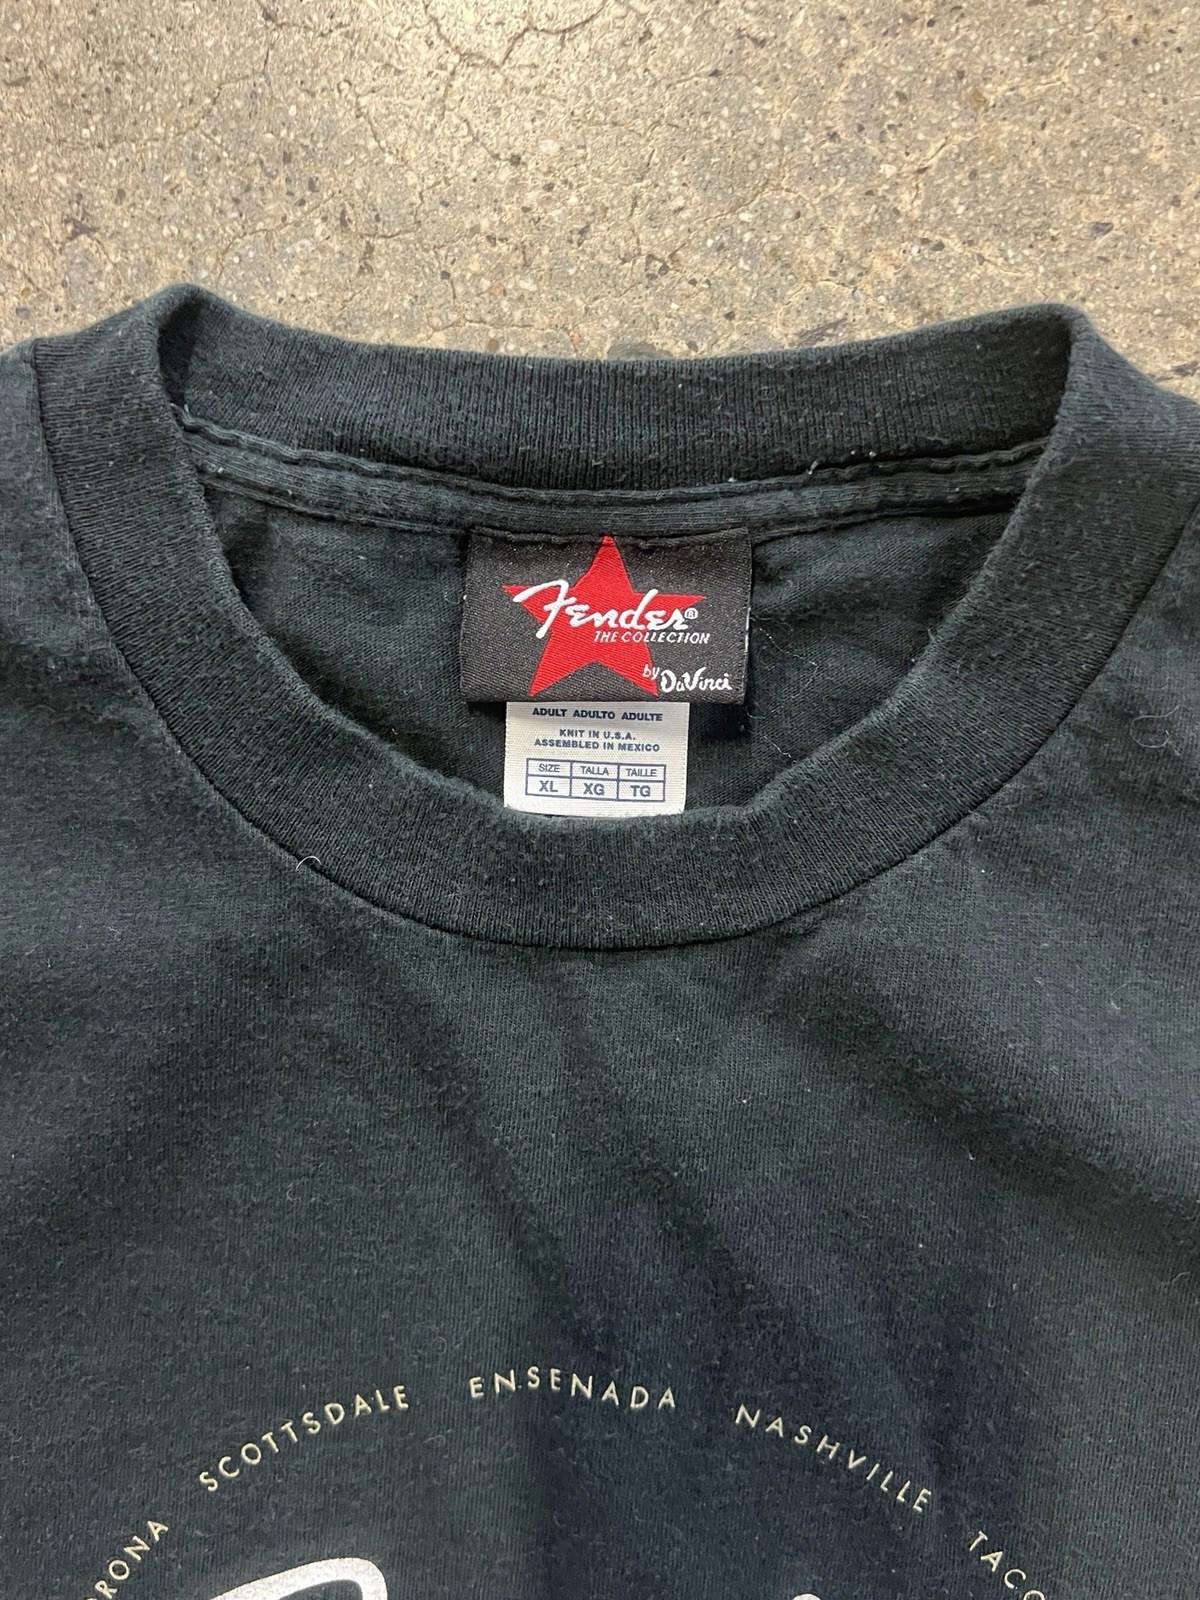 Fender®
THE COLLECTION
by DaVinci
ADULT ADULTO ADULTE
KNIT IN U.S.A.
ASSEMBLED IN MEXICO
SIZE TALLA TAILLE
XL XG TG
SCOTTSDALE ENSENADA NASHVILLE